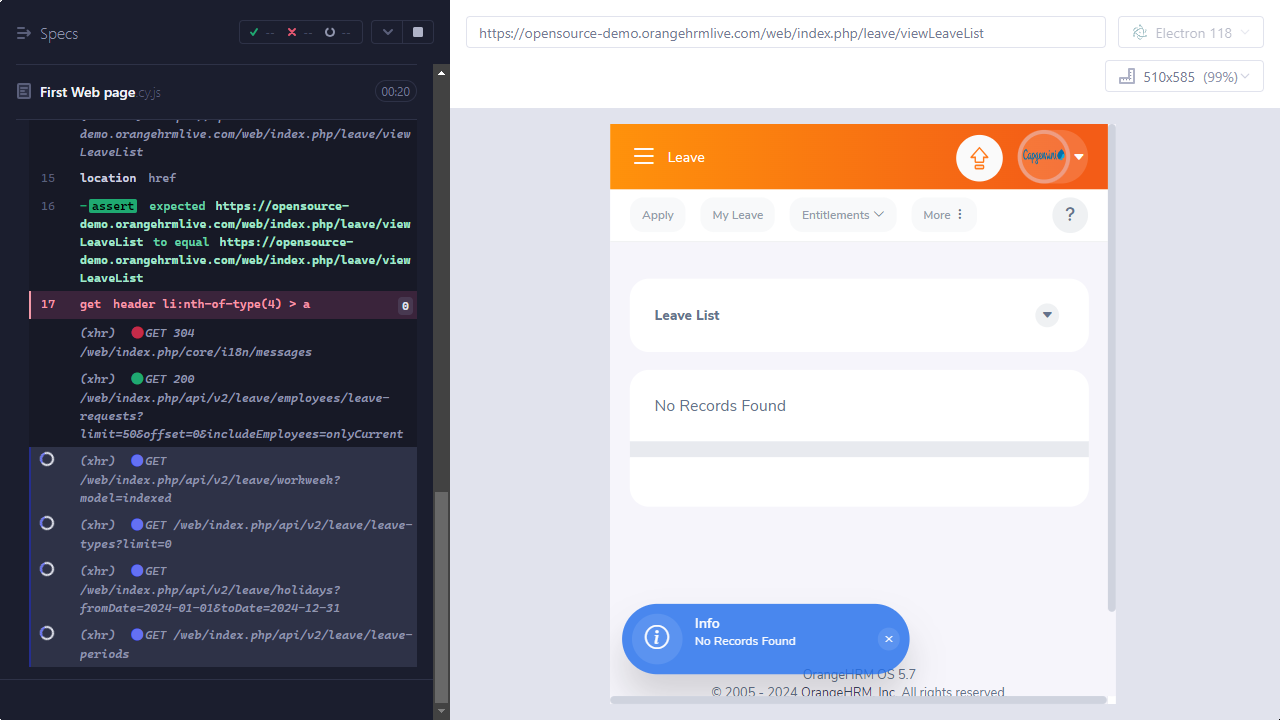 Specs
-- -- --
First Web page.cy.js
00:20
demo.orangehrmlive.com/web/index.php/leave/view
LeaveList
15 location href
16 -assert expected https://opensource-
demo.orangehrmlive.com/web/index.php/leave/view
LeaveList to equal https://opensource-
demo.orangehrmlive.com/web/index.php/leave/view
LeaveList
17 get header li:nth-of-type(4) > a 0
(xhr) GET 304
/web/index.php/core/i18n/messages
(xhr) GET 200
/web/index.php/api/v2/leave/employees/leave-
requests?
limit=50&offset=0&includeEmployees=onlyCurrent
(xhr) GET
/web/index.php/api/v2/leave/workweek?
model=indexed
(xhr) GET /web/index.php/api/v2/leave/leave-
types?limit=0
(xhr) GET
/web/index.php/api/v2/leave/holidays?
fromDate=2024-01-01&toDate=2024-12-31
(xhr) GET /web/index.php/api/v2/leave/leave-
periods
https://opensource-demo.orangehrmlive.com/web/index.php/leave/viewLeaveList
Electron 118
510x585 (99%)
Leave
Capgemini
Apply
My Leave
Entitlements
More
?
Leave List
No Records Found
Info
No Records Found
OrangeHRM OS 5.7
© 2005 - 2024 OrangeHRM, Inc. All rights reserved